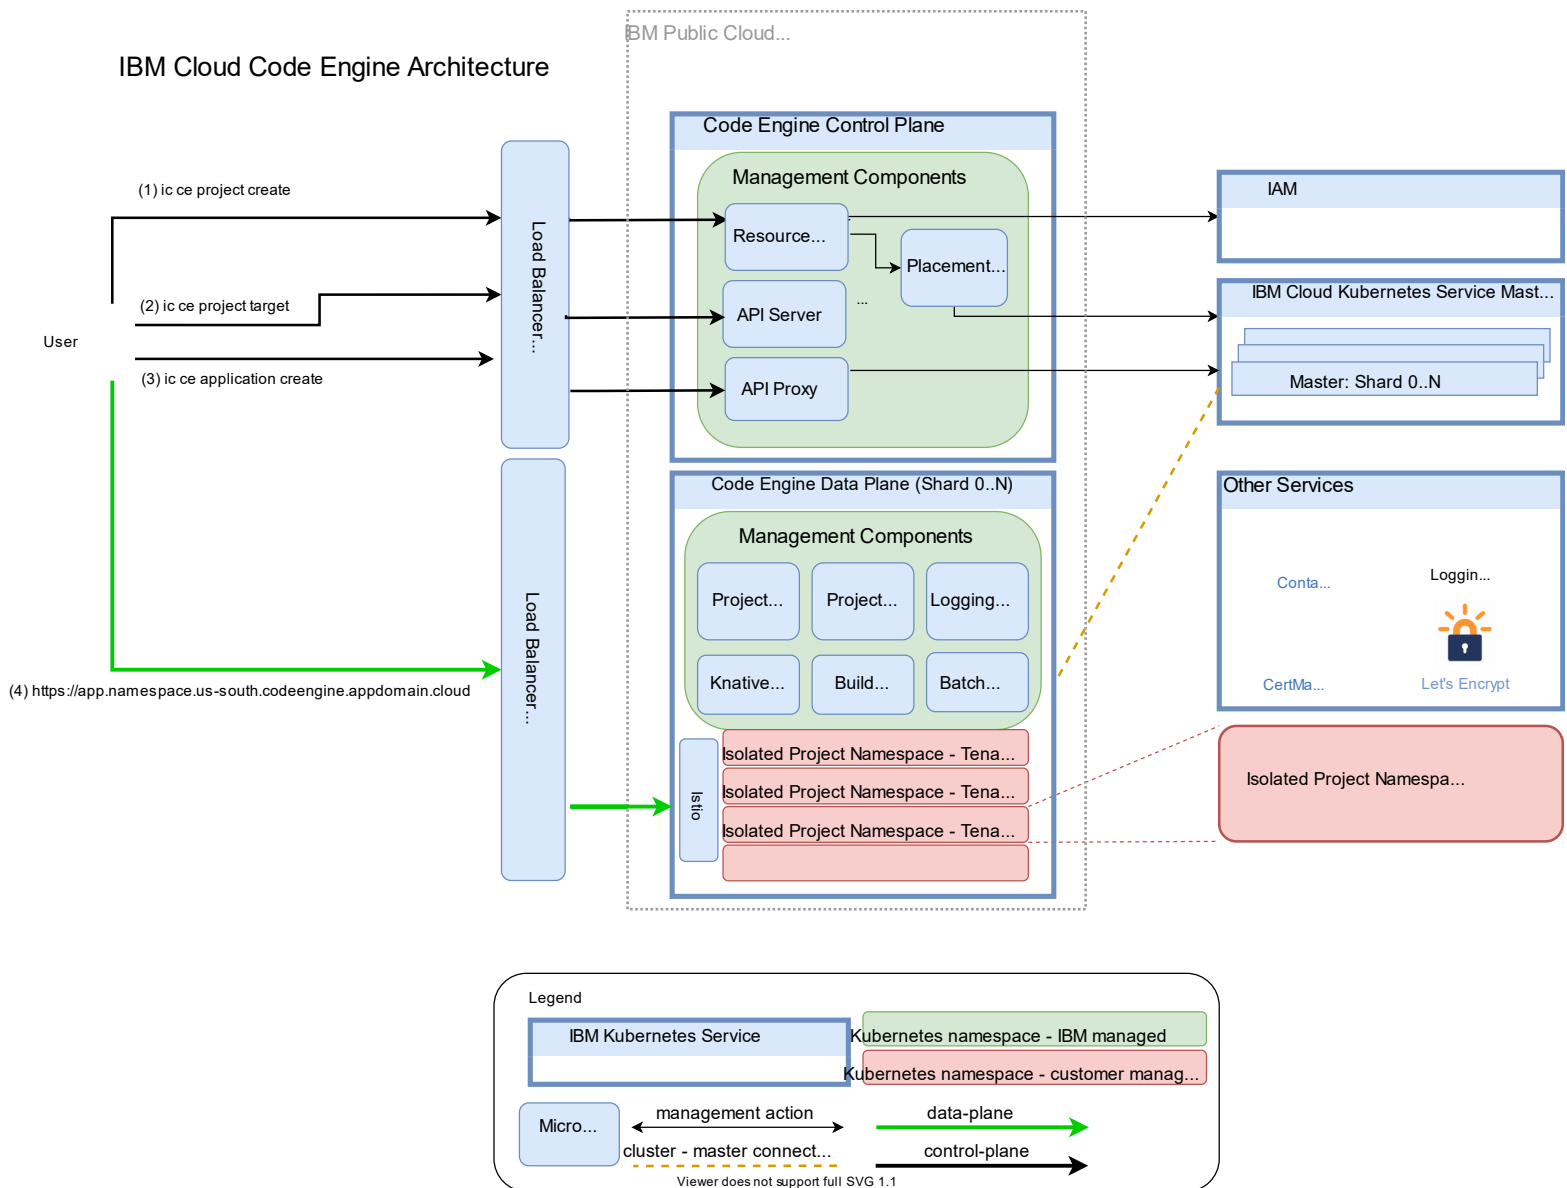 IBM Public Cloud...
IBM Cloud Code Engine Architecture
Code Engine Control Plane
Management Components
(1) ic ce project create
Load Balancer...
Resource...
Placement...
IAM
(2) ic ce project target
...
API Server
IBM Cloud Kubernetes Service Mast...
User
(3) ic ce application create
API Proxy
Master: Shard 0..N
Code Engine Data Plane (Shard 0..N)
Other Services
Management Components
Project...
Project...
Logging...
Conta...
Loggin...
Load Balancer...
Knative...
Build...
Batch...
CertMa...
Let's Encrypt
(4) https://app.namespace.us-south.codeengine.appdomain.cloud
Isolated Project Namespace - Tena...
Isolated Project Namespace - Tena...
Isolated Project Namespace - Tena...
Istio
Isolated Project Namespa...
Legend
IBM Kubernetes Service
Kubernetes namespace - IBM managed
Kubernetes namespace - customer manag...
Micro...
management action
data-plane
cluster - master connect...
control-plane
Viewer does not support full SVG 1.1